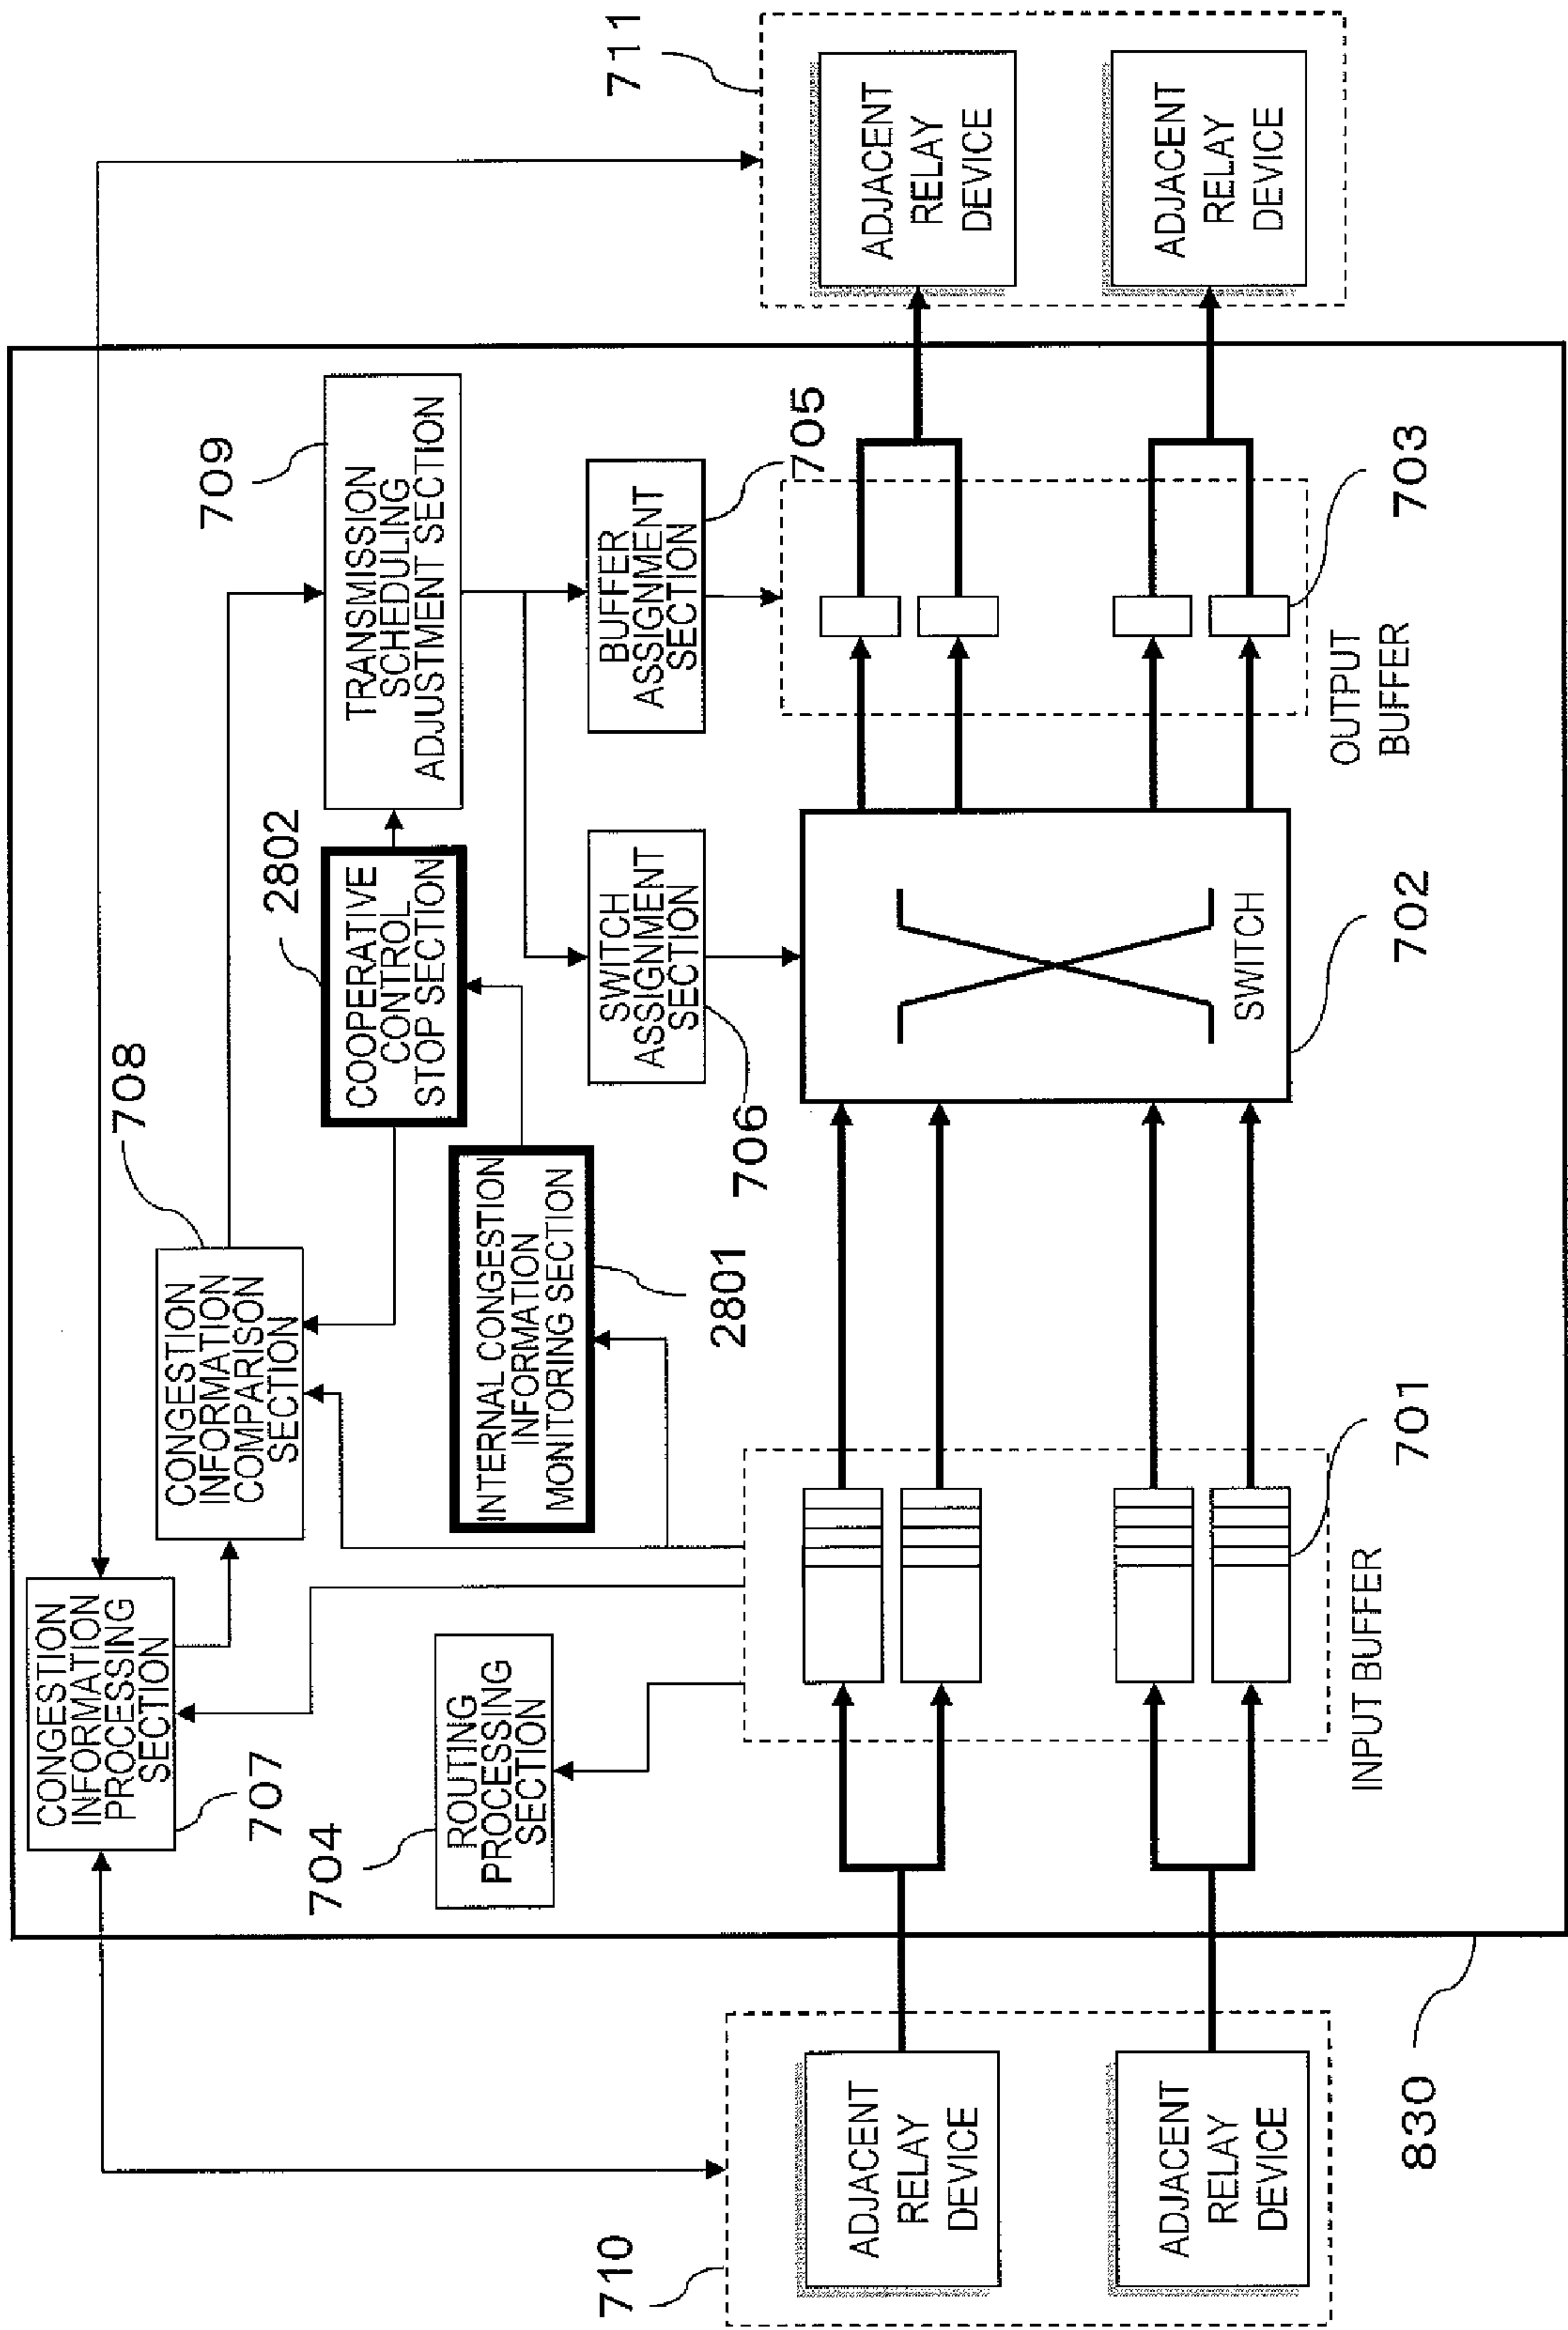 711
ADJACENT
RELAY
DEVICE
ADJACENT
RELAY
DEVICE
709
TRANSMISSION
SCHEDULING
ADJUSTMENT SECTION
BUFFER
ASSIGNMENT
SECTION
705
703
OUTPUT
BUFFER
2802
COOPERATIVE
CONTROL
STOP SECTION
SWITCH
ASSIGNMENT
SECTION
706
SWITCH
702
708
CONGESTION
INFORMATION
COMPARISON
SECTION
INTERNAL CONGESTION
INFORMATION
MONITORING SECTION
2801
CONGESTION
INFORMATION
PROCESSING
SECTION
707
ROUTING
PROCESSING
SECTION
704
701
INPUT BUFFER
710
ADJACENT
RELAY
DEVICE
ADJACENT
RELAY
DEVICE
830